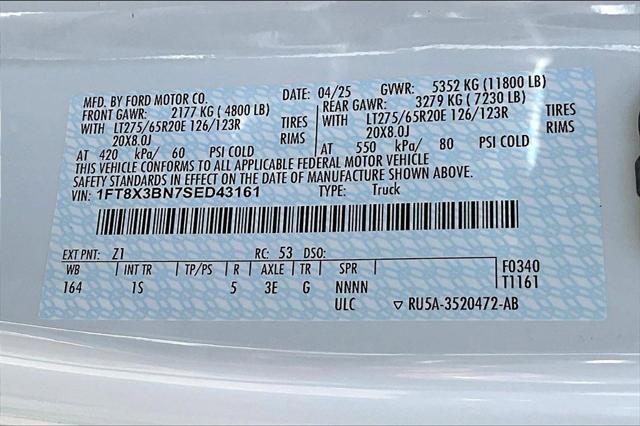 MFD. BY FORD MOTOR CO. DATE: 04/25 GVWR: 5352 KG (11800 LB)
FRONT GAWR: 2177 KG (4800 LB) REAR GAWR: 3279 KG (7230 LB)
WITH LT275/65R20E 126/123R TIRES WITH LT275/65R20E 126/123R TIRES
20X8.0J RIMS 20X8.0J RIMS
AT 420 kPa/ 60 PSI COLD AT 550 kPa/ 80 PSI COLD
THIS VEHICLE CONFORMS TO ALL APPLICABLE FEDERAL MOTOR VEHICLE
SAFETY STANDARDS IN EFFECT ON THE DATE OF MANUFACTURE SHOWN ABOVE.
VIN: 1FT8X3BN7SED43161 TYPE: Truck
EXT PNT: Z1 RC: 53 DSO:
WB INT TR TP/PS R AXLE TR SPR F0340
164 1S 5 3E G NNNN T1161
ULC ▽ RU5A-3520472-AB